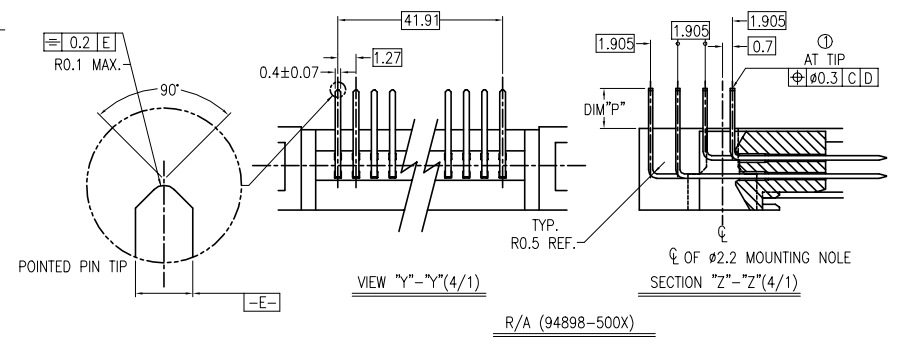 ⌯ 0.2 E
R0.1 MAX.
90°
POINTED PIN TIP
-E-
41.91
1.27
0.4±0.07
VIEW "Y"-"Y"(4/1)
1.905
1.905
1.905
0.7
①
AT TIP
⌖ ø0.3 C D
DIM"P"
TYP.
R0.5 REF.
℄
℄ OF ø2.2 MOUNTING NOLE
SECTION "Z"-"Z"(4/1)
R/A (94898-500X)